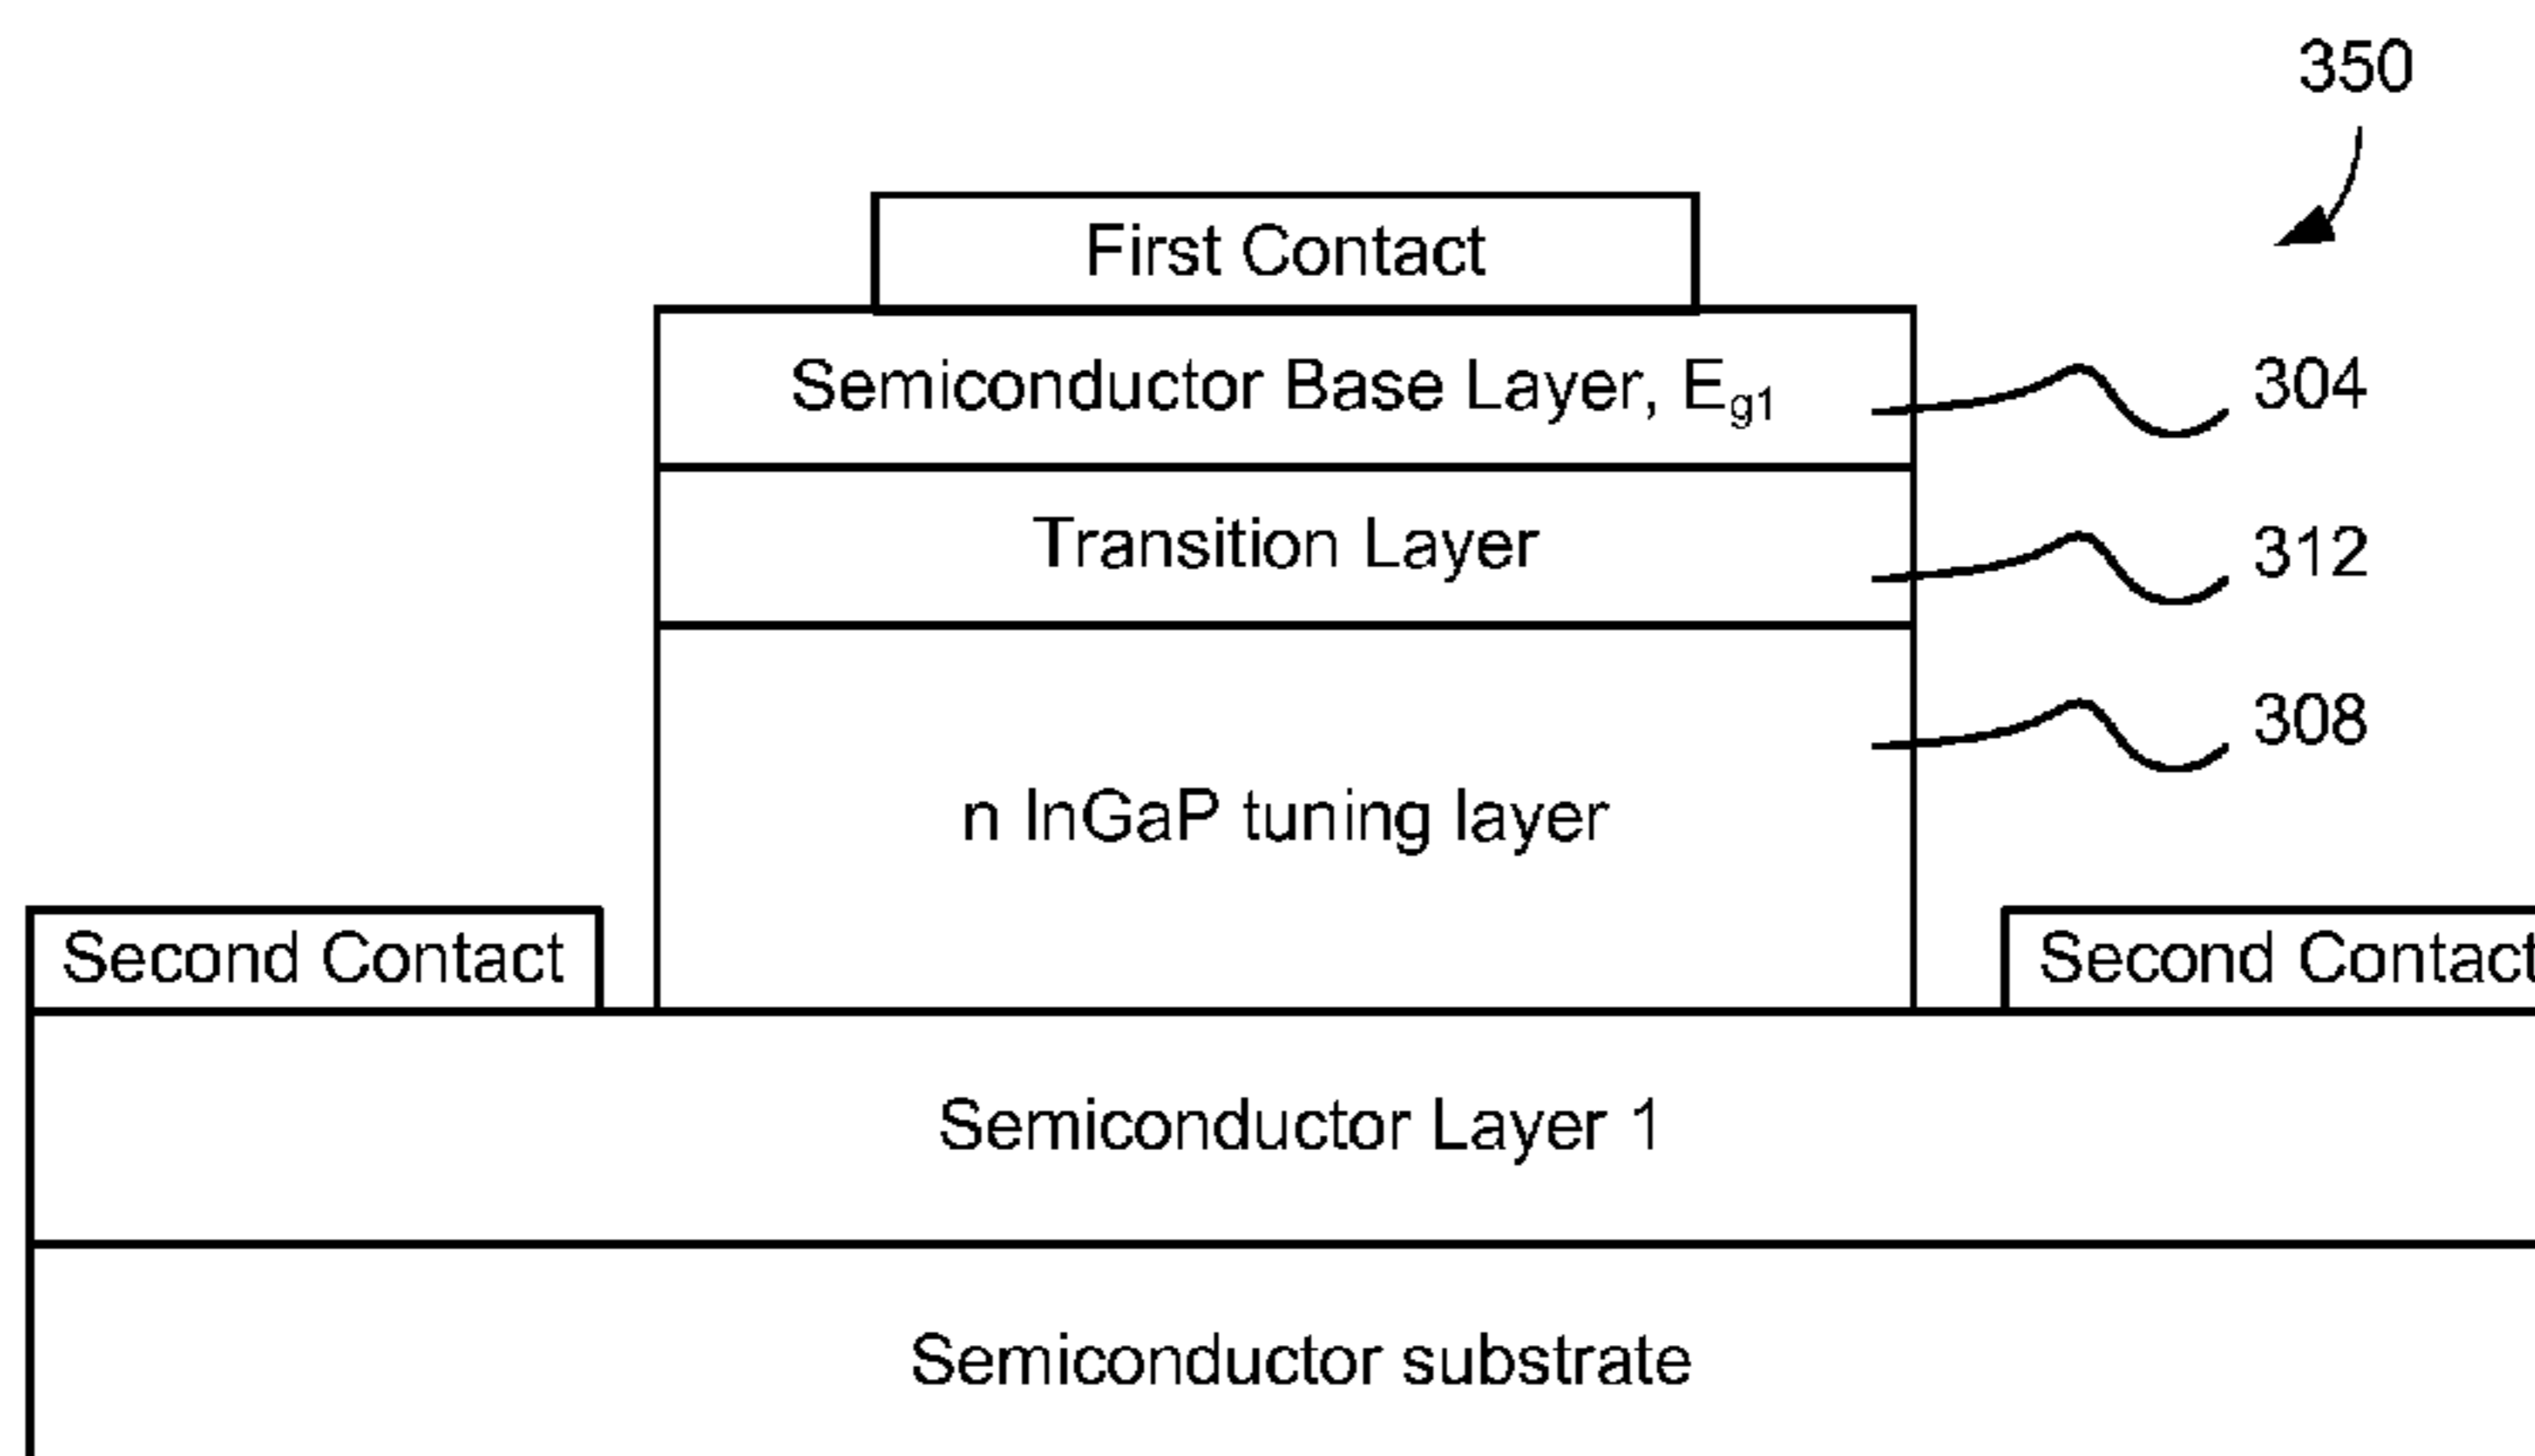 350
First Contact
Semiconductor Base Layer, Eg1
304
Transition Layer
312
308
n InGaP tuning layer
Second Contact
Second Contact
Semiconductor Layer 1
Semiconductor substrate